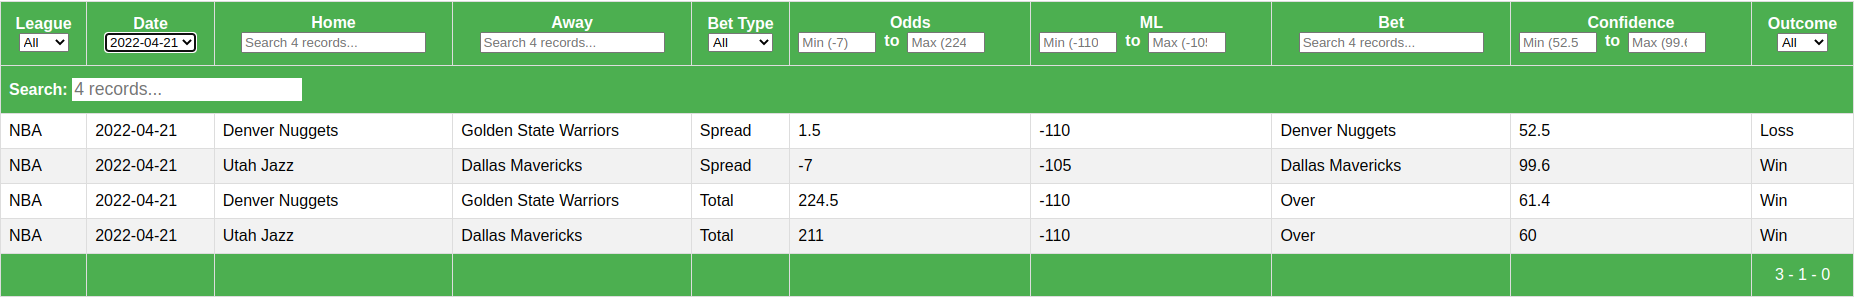 League Date Home Away Bet Type Odds ML Bet Confidence Outcome
All 2022-04-21 Search 4 records... Search 4 records... All Min (-7) to Max (224 Min (-110 to Max (-10 Search 4 records... Min (52.5 to Max (99.6 All
Search: 4 records...
NBA 2022-04-21 Denver Nuggets Golden State Warriors Spread 1.5 -110 Denver Nuggets 52.5 Loss
NBA 2022-04-21 Utah Jazz Dallas Mavericks Spread -7 -105 Dallas Mavericks 99.6 Win
NBA 2022-04-21 Denver Nuggets Golden State Warriors Total 224.5 -110 Over 61.4 Win
NBA 2022-04-21 Utah Jazz Dallas Mavericks Total 211 -110 Over 60 Win
3 - 1 - 0